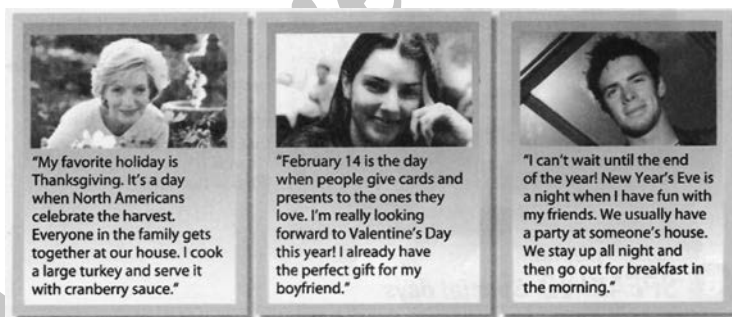 "My favorite holiday is
Thanksgiving. It's a day
when North Americans
celebrate the harvest.
Everyone in the family gets
together at our house. I cook
a large turkey and serve it
with cranberry sauce."
"February 14 is the day
when people give cards and
presents to the ones they
love. I'm really looking
forward to Valentine's Day
this year! I already have
the perfect gift for my
boyfriend."
"I can't wait until the end
of the year! New Year's Eve is
a night when I have fun with
my friends. We usually have
a party at someone's house.
We stay up all night and
then go out for breakfast in
the morning."